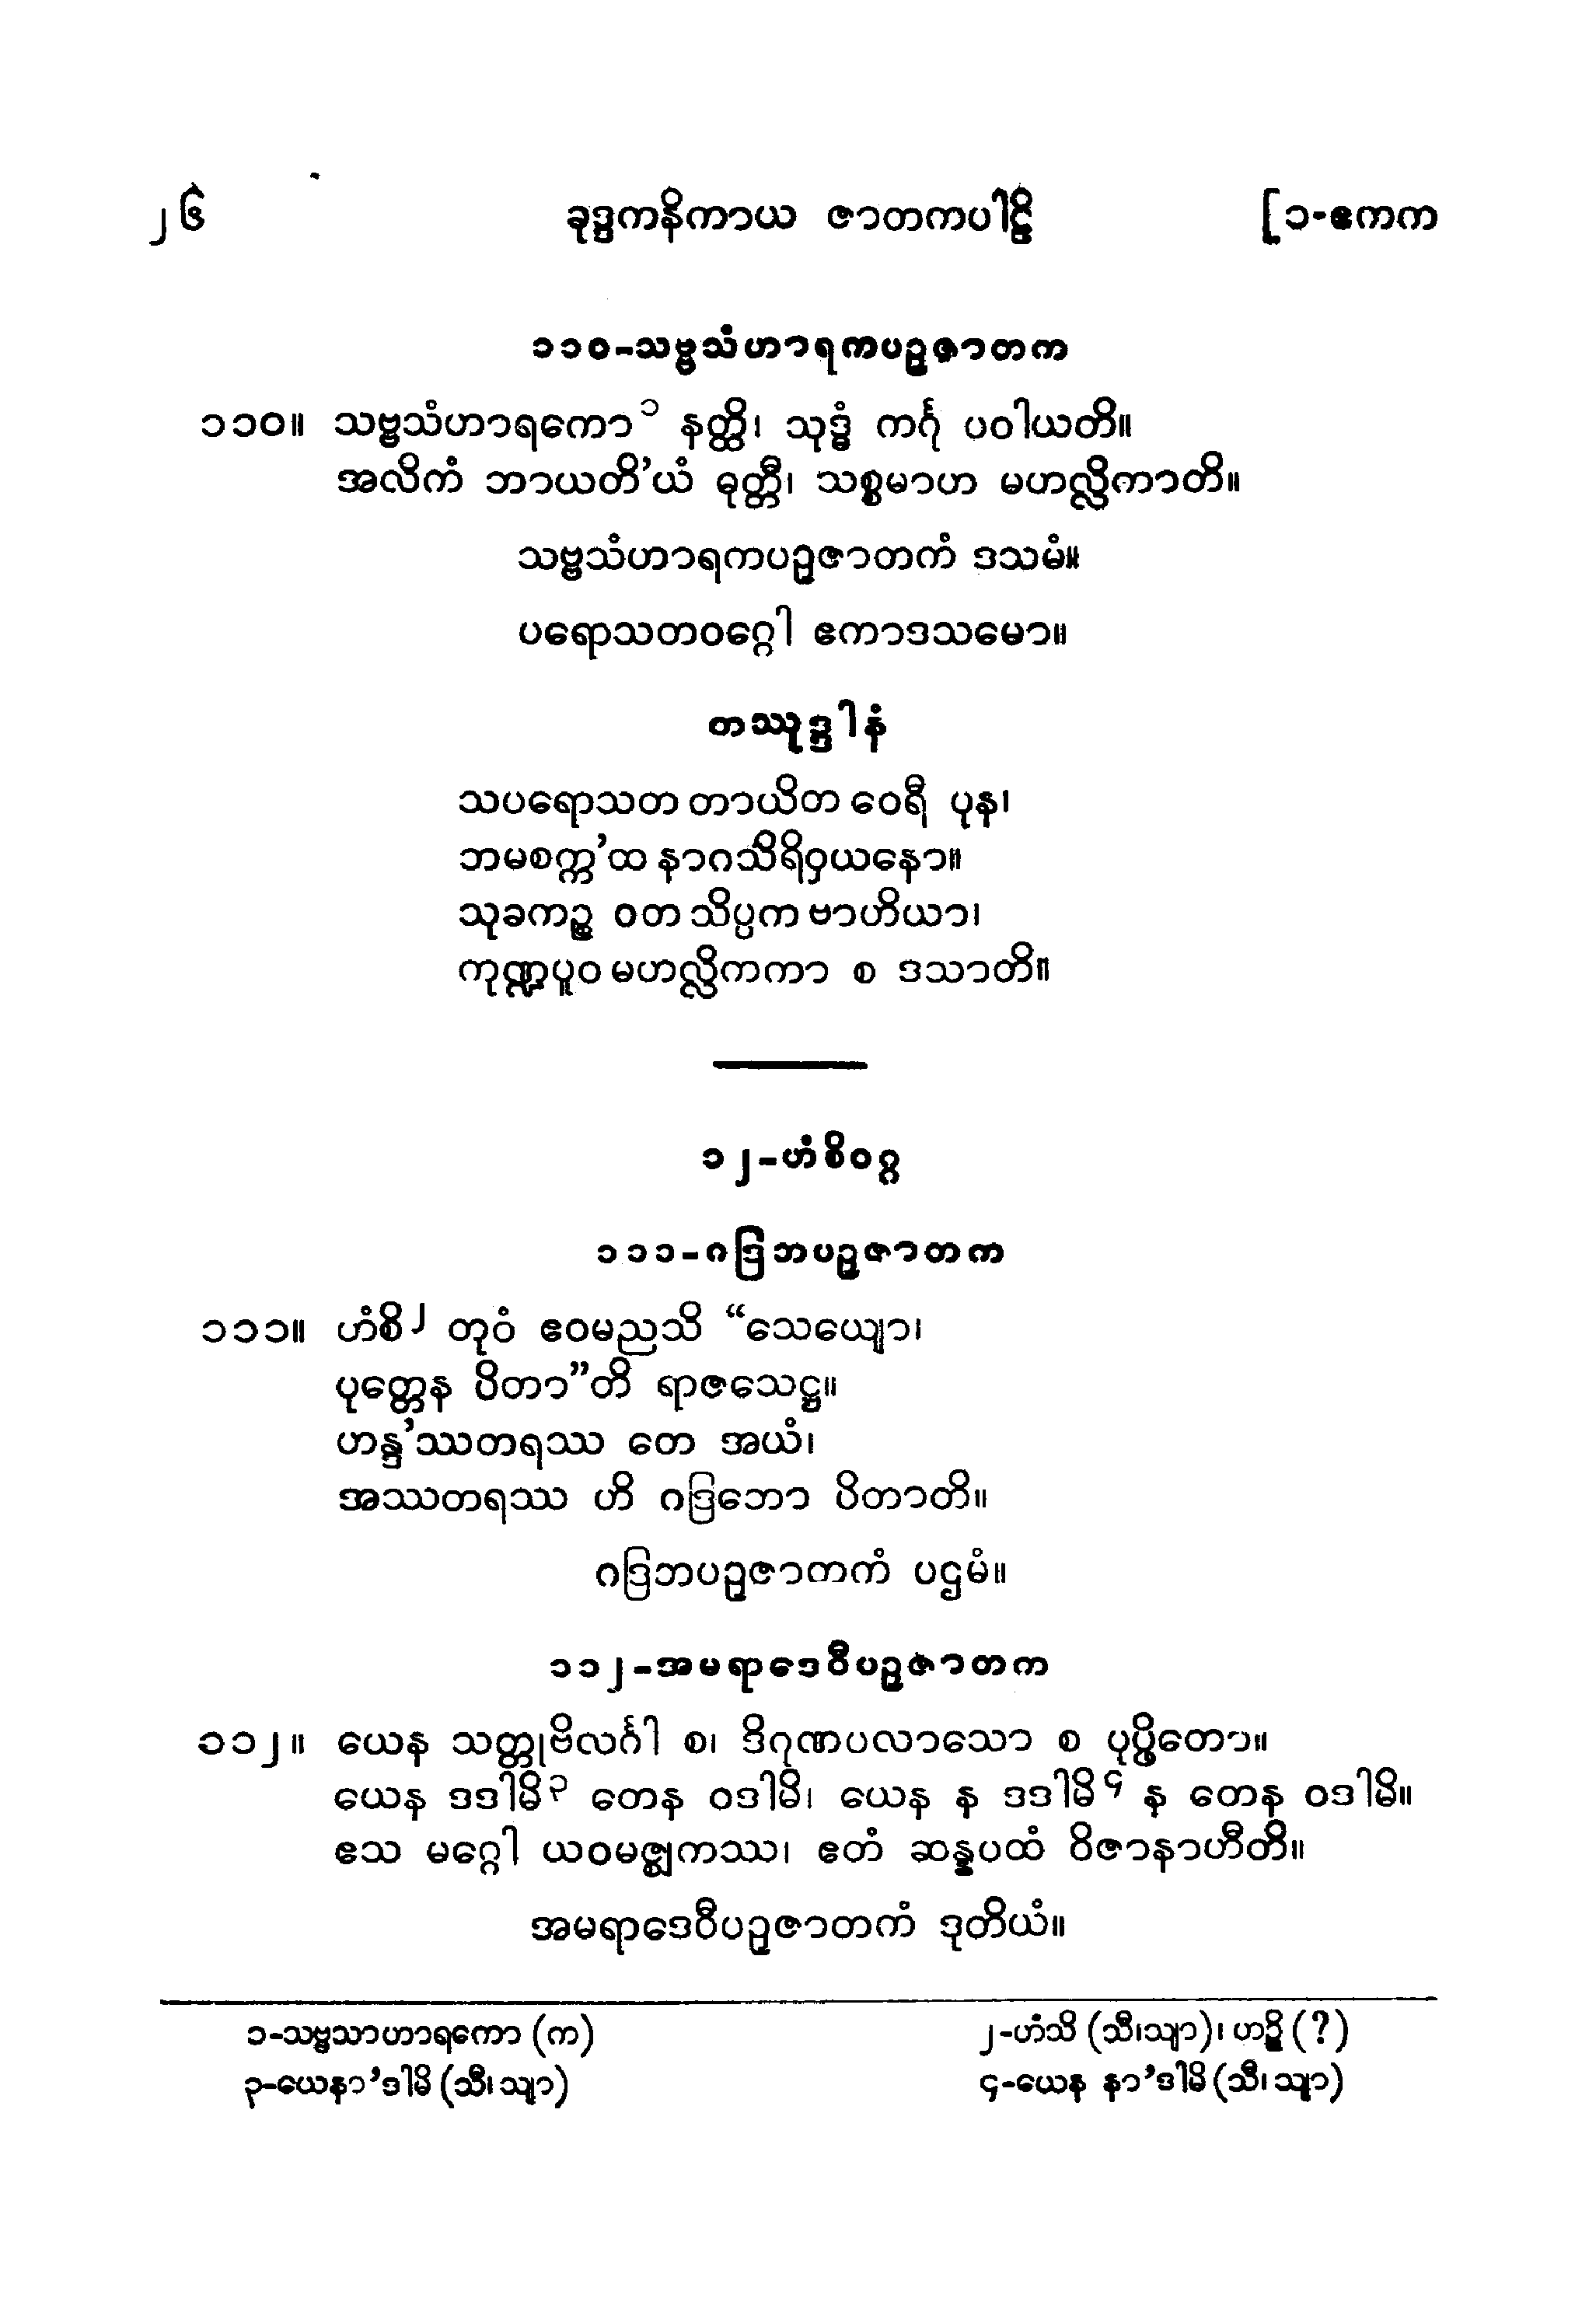 ၂၆ ခုဒ္ဒကနိကာယ ဇာတကပါဠိ [၁-ဧကက
၁၁၀-သဗ္ဗသံဟာရကပဉှဇာတက
၁၁၀။ သဗ္ဗသံဟာရကော၁ နတ္ထိ၊ သုဒ္ဓံ ကင်္ဂု ပဝါယတိ။
အလိကံ ဘာယတိ’ယံ ဓုတ္တီ၊ သစ္စမာဟ မဟလ္လိကာတိ။
သဗ္ဗသံဟာရကပဉှဇာတကံ ဒသမံ။
ပရောသတဝဂ္ဂေါ ဧကာဒသမော။
တဿုဒ္ဒါနံ
သပရောသတ တာယိတ ဝေရီ ပုန၊
ဘမစက္က’ထ နာဂသိရိဝှယနော။
သုခကဉ္စ ဝတ သိပ္ပက ဗာဟိယာ၊
ကုဏ္ဍပူဝ မဟလ္လိကကာ စ ဒသာတိ။
၁၂-ဟံစိဝဂ္ဂ
၁၁၁-ဂဒြဘပဉှဇာတက
၁၁၁။ ဟံစိ၂ တုဝံ ဧဝမညသိ “သေယျော၊
ပုတ္တေန ပိတာ”တိ ရာဇသေဋ္ဌ။
ဟန္ဒ’ဿတရဿ တေ အယံ၊
အဿတရဿ ဟိ ဂဒြဘော ပိတာတိ။
ဂဒြဘပဉှဇာတကံ ပဌမံ။
၁၁၂-အမရာဒေဝီပဉှဇာတက
၁၁၂။ ယေန သတ္တုဗိလင်္ဂါ စ၊ ဒိဂုဏပလာသော စ ပုပ္ဖိတော။
ယေန ဒဒါမိ၃ တေန ဝဒါမိ၊ ယေန န ဒဒါမိ၄ န တေန ဝဒါမိ။
ဧသ မဂ္ဂေါ ယဝမဇ္ဈကဿ၊ ဧတံ ဆန္နပထံ ဝိဇာနာဟီတိ။
အမရာဒေဝီပဉှဇာတကံ ဒုတိယံ။
၁-သဗ္ဗသာဟာရကော (က) ၂-ဟံသိ (သီ၊သျာ)၊ ဟဉ္စိ (?)
၃-ယေနာ’ဒါမိ (သီ၊ သျာ) ၄-ယေန နာ’ဒါမိ (သီ၊ သျာ)